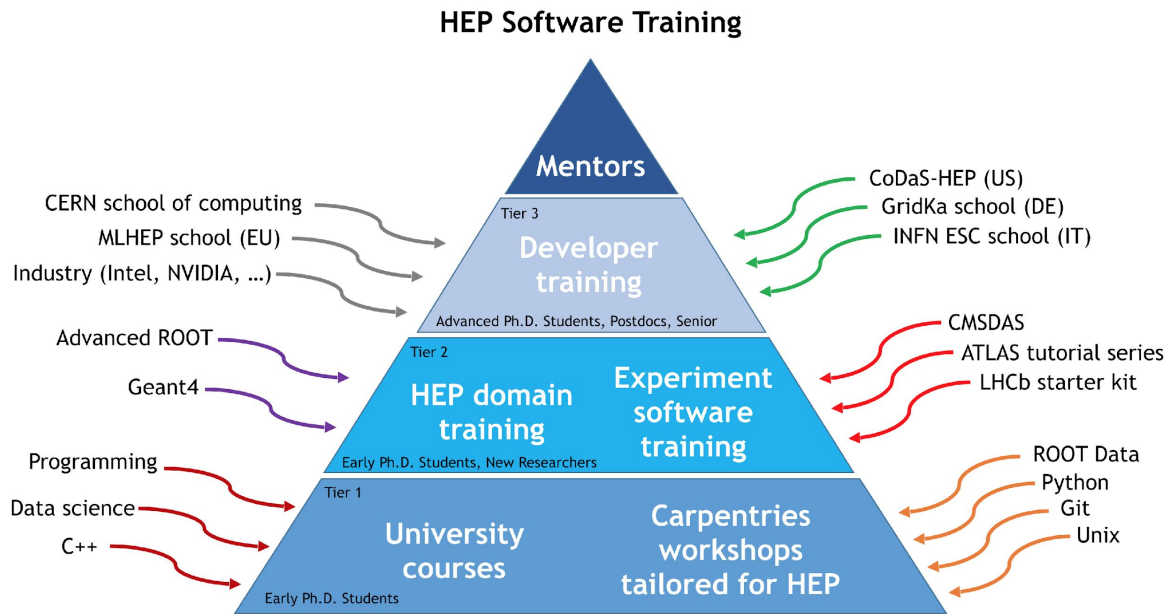 HEP Software Training
Mentors
CERN school of computing
MLHEP school (EU)
Industry (Intel, NVIDIA, ...)
Tier 3
Developer
training
Advanced Ph.D. Students, Postdocs, Senior
CoDaS-HEP (US)
GridKa school (DE)
INFN ESC school (IT)
Advanced ROOT
Geant4
Tier 2
HEP domain
training
Experiment
software
training
Early Ph.D. Students, New Researchers
CMSDAS
ATLAS tutorial series
LHCb starter kit
Programming
Data science
C++
Tier 1
University
courses
Carpentries
workshops
tailored for HEP
Early Ph.D. Students
ROOT Data
Python
Git
Unix